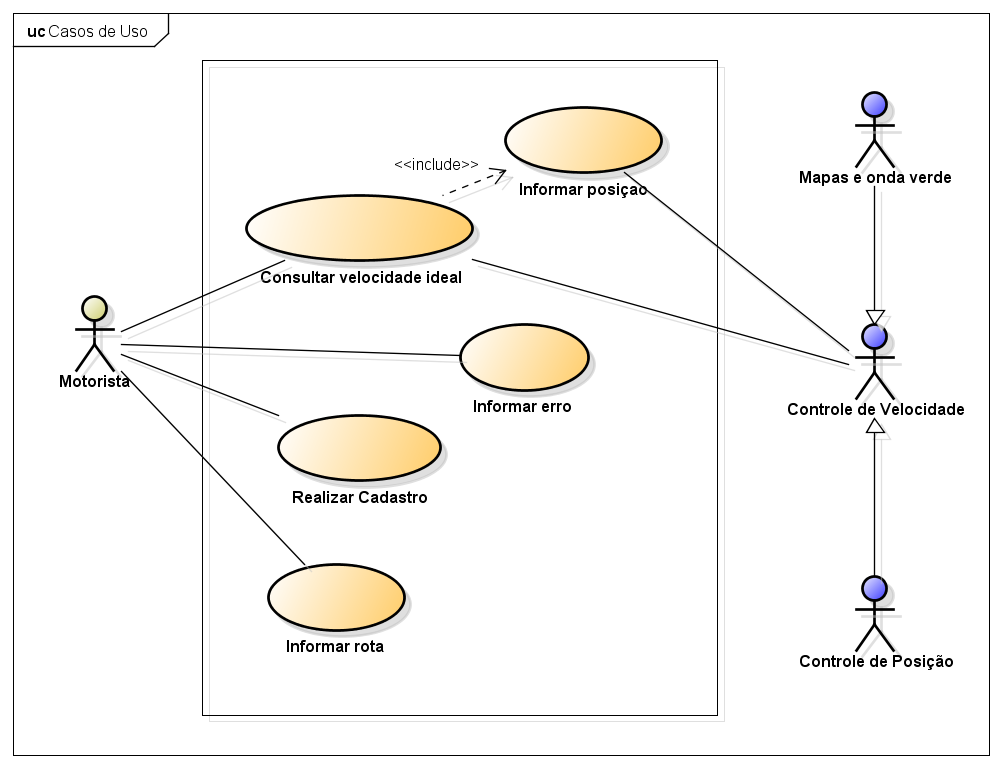 uc Casos de Uso
Mapas e onda verde
<<include>>
Informar posiçao
Consultar velocidade ideal
Motorista
Informar erro
Controle de Velocidade
Realizar Cadastro
Informar rota
Controle de Posição